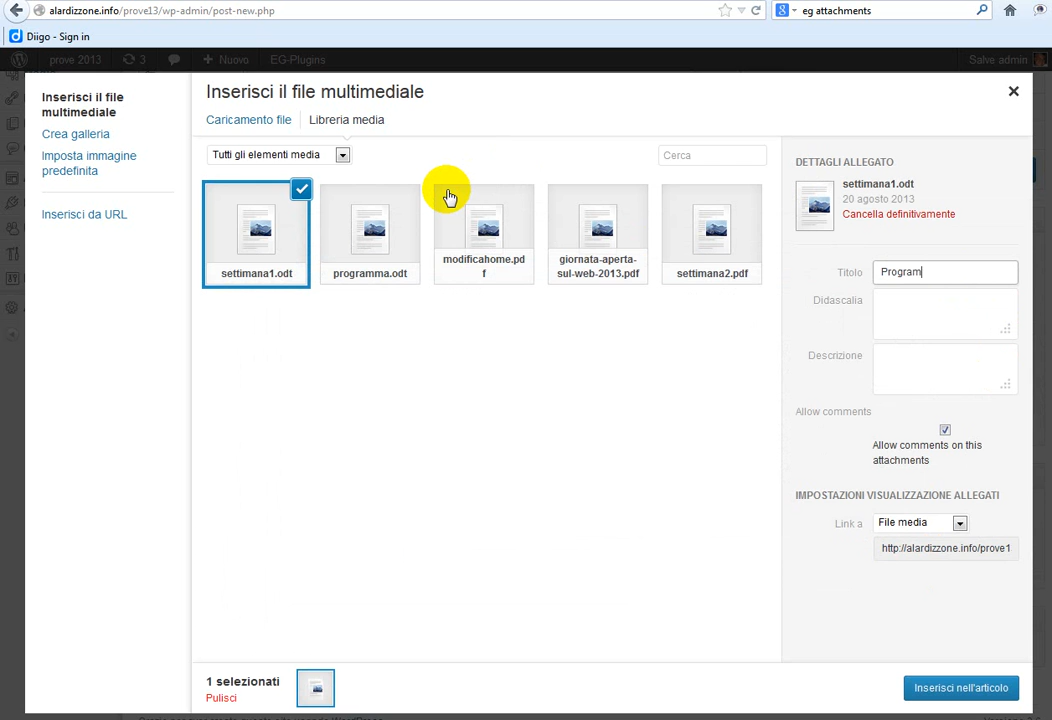 alardizzone.info/prove13/wp-admin/post-new.php
eg attachments
Diigo - Sign in
prove 2013
3
Nuovo
EG-Plugins
Salve admin
Inserisci il file
multimediale
Crea galleria
Imposta immagine
predefinita
Inserisci da URL
Inserisci il file multimediale
Caricamento file
Libreria media
Tutti gli elementi media
Cerca
settimana1.odt
programma.odt
modificahome.pd
f
giornata-aperta-
sul-web-2013.pdf
settimana2.pdf
DETTAGLI ALLEGATO
settimana1.odt
20 agosto 2013
Cancella definitivamente
Titolo
Program
Didascalia
Descrizione
Allow comments
Allow comments on this
attachments
IMPOSTAZIONI VISUALIZZAZIONE ALLEGATI
Link a
File media
http://alardizzone.info/prove1
1 selezionati
Pulisci
Inserisci nell'articolo